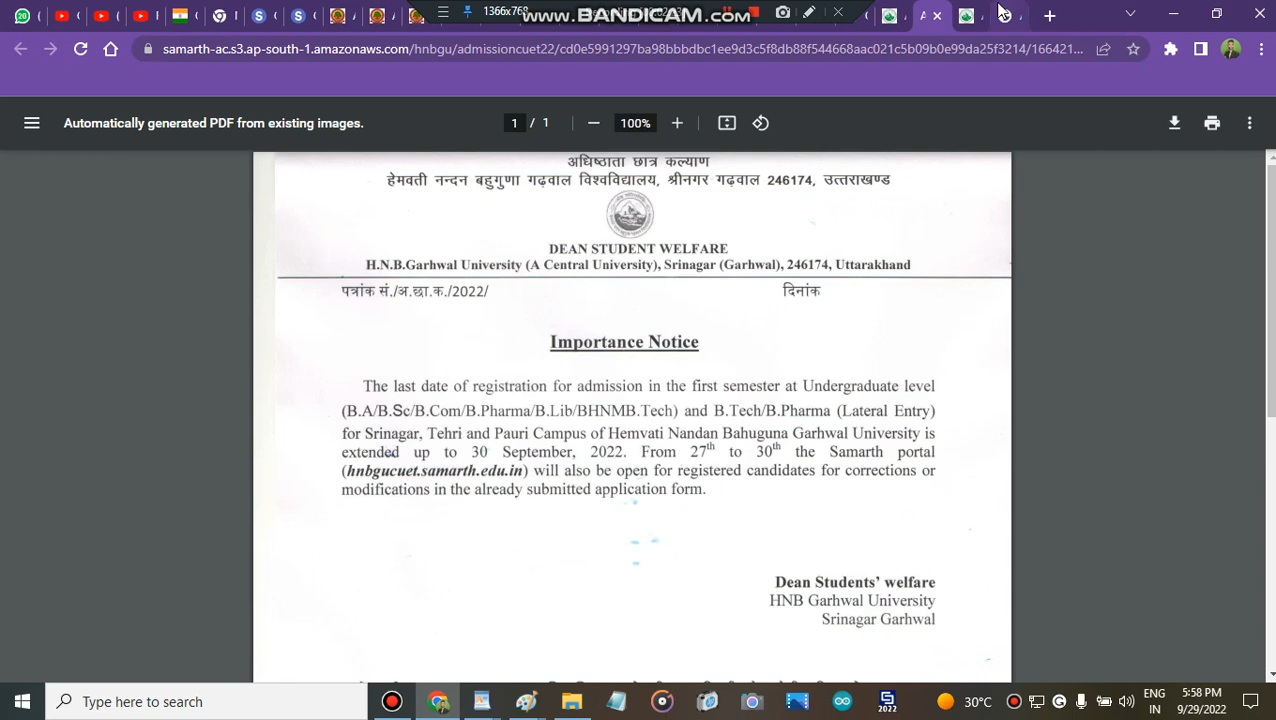 1366x768
www.BANDICAM.com
samarth-ac.s3.ap-south-1.amazonaws.com/hnbgu/admissioncuet22/cd0e5991297ba98bbbdbc1ee9d3c5f8db88f544668aac021c5b09b0e99da25f3214/166421...
Automatically generated PDF from existing images.
1 / 1
100%
अधिष्ठाता छात्र कल्याण
हेमवती नन्दन बहुगुणा गढ़वाल विश्वविद्यालय, श्रीनगर गढ़वाल 246174, उत्तराखण्ड
DEAN STUDENT WELFARE
H.N.B.Garhwal University (A Central University), Srinagar (Garhwal), 246174, Uttarakhand
पत्रांक सं./अ.छा.क./2022/ दिनांक
Importance Notice
The last date of registration for admission in the first semester at Undergraduate level
(B.A/B.Sc/B.Com/B.Pharma/B.Lib/BHNMB.Tech) and B.Tech/B.Pharma (Lateral Entry)
for Srinagar, Tehri and Pauri Campus of Hemvati Nandan Bahuguna Garhwal University is
extended up to 30 September, 2022. From 27th to 30th the Samarth portal
(hnbgucuet.samarth.edu.in) will also be open for registered candidates for corrections or
modifications in the already submitted application form.
Dean Students' welfare
HNB Garhwal University
Srinagar Garhwal
Type here to search
2022
30°C
ENG
IN
5:58 PM
9/29/2022